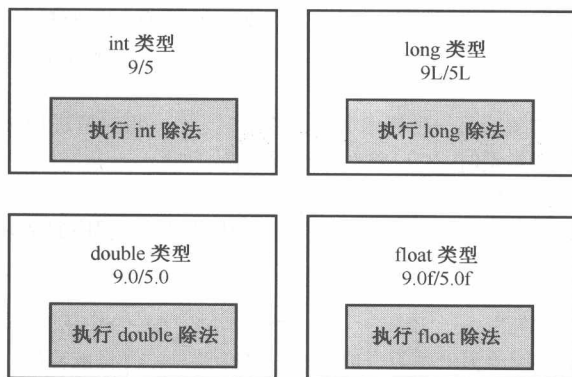 int 类型
9/5
执行 int 除法
long 类型
9L/5L
执行 long 除法
double 类型
9.0/5.0
执行 double 除法
float 类型
9.0f/5.0f
执行 float 除法